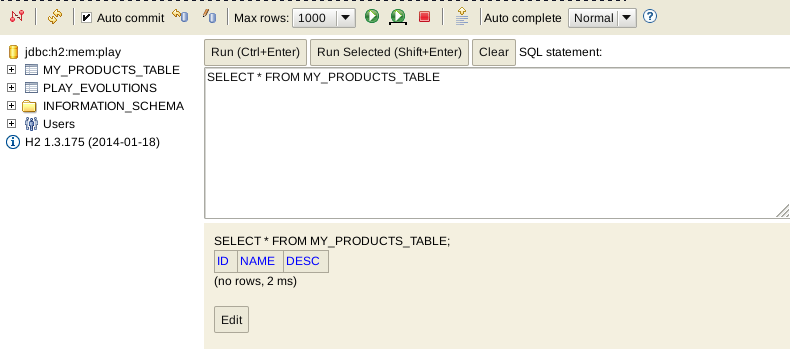 Auto commit Max rows: 1000 Auto complete Normal
jdbc:h2:mem:play
MY_PRODUCTS_TABLE
PLAY_EVOLUTIONS
INFORMATION_SCHEMA
Users
H2 1.3.175 (2014-01-18)
Run (Ctrl+Enter) Run Selected (Shift+Enter) Clear SQL statement:
SELECT * FROM MY_PRODUCTS_TABLE
SELECT * FROM MY_PRODUCTS_TABLE;
ID NAME DESC
(no rows, 2 ms)
Edit